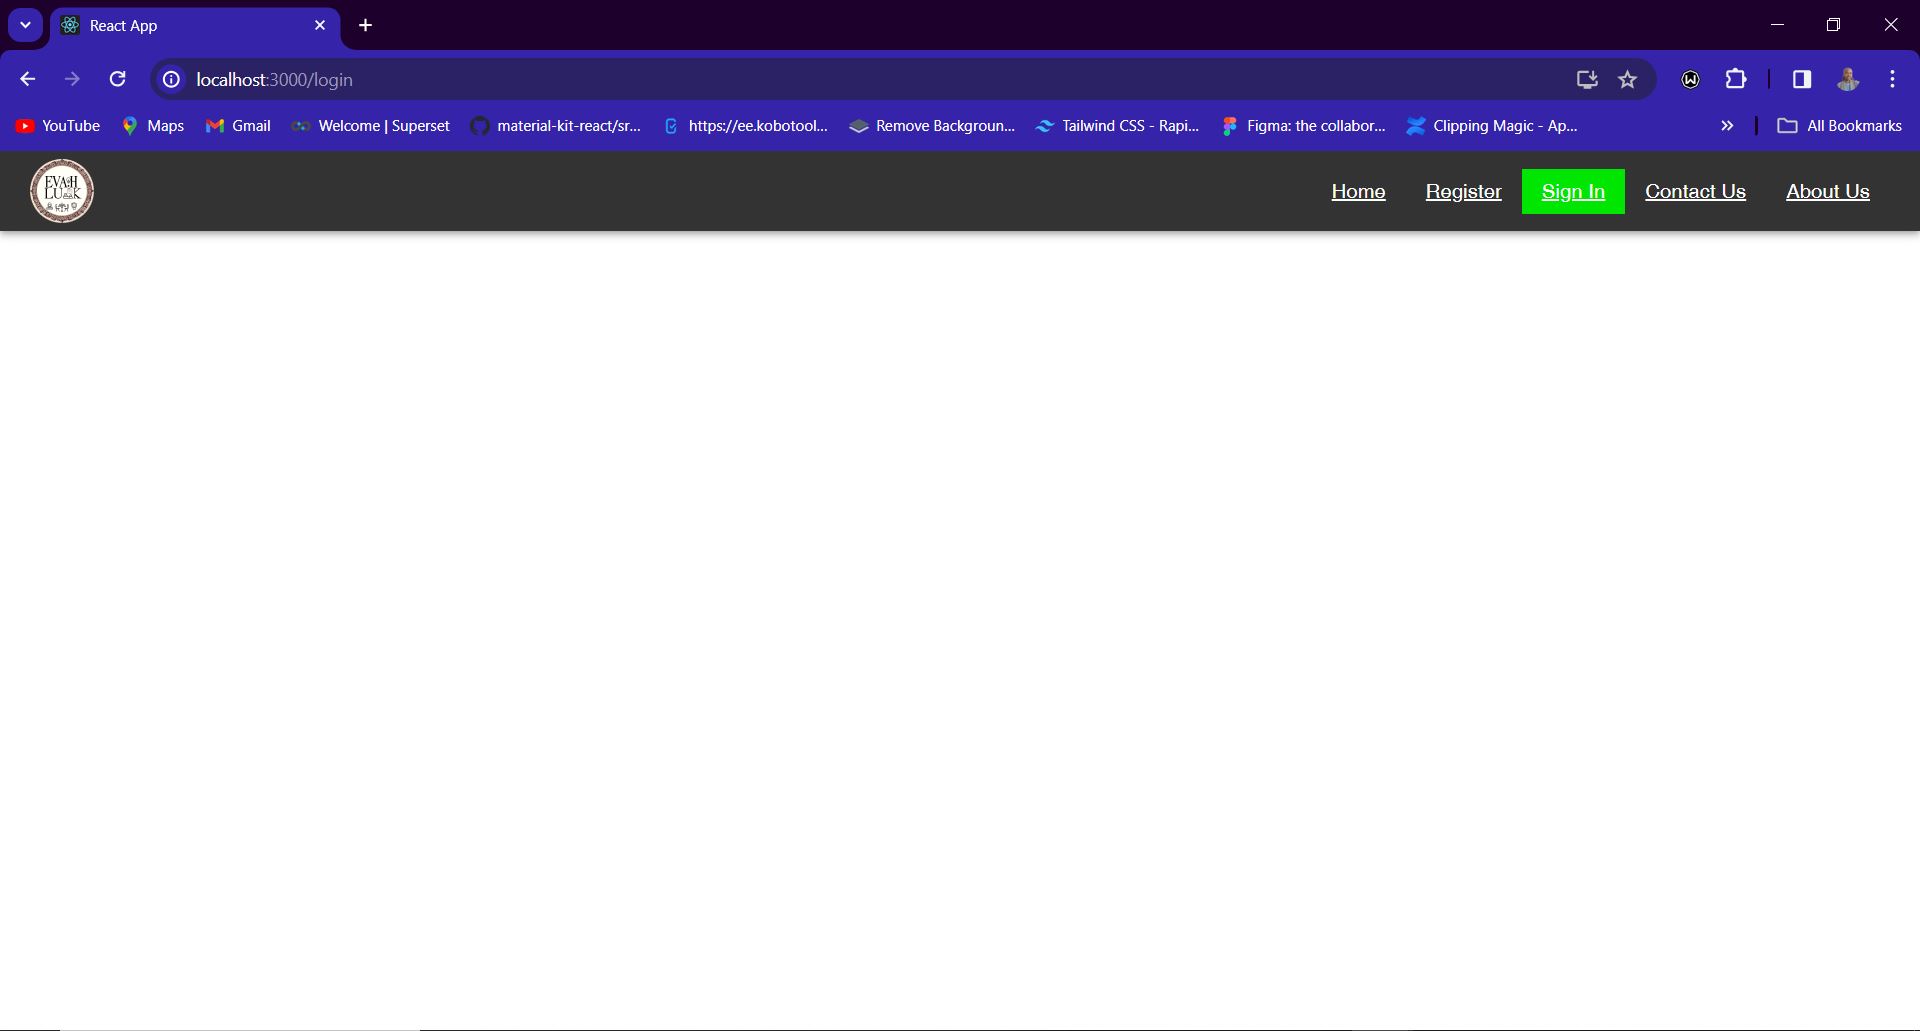 React App
localhost:3000/login
YouTube Maps Gmail Welcome | Superset material-kit-react/sr... https://ee.kobotool... Remove Backgroun... Tailwind CSS - Rapi... Figma: the collabor... Clipping Magic - Ap... » All Bookmarks
EVAH
LUK
Home Register Sign In Contact Us About Us